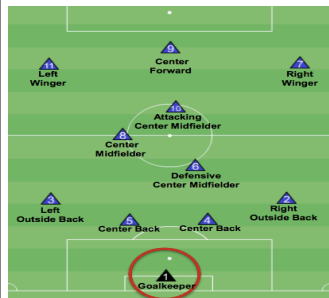 9
Center
Forward
11
Left
Winger
7
Right
Winger
10
Attacking
Center Midfielder
8
Center
Midfielder
6
Defensive
Center Midfielder
3
Left
Outside Back
2
Right
Outside Back
5
Center Back
4
Center Back
1
Goalkeeper